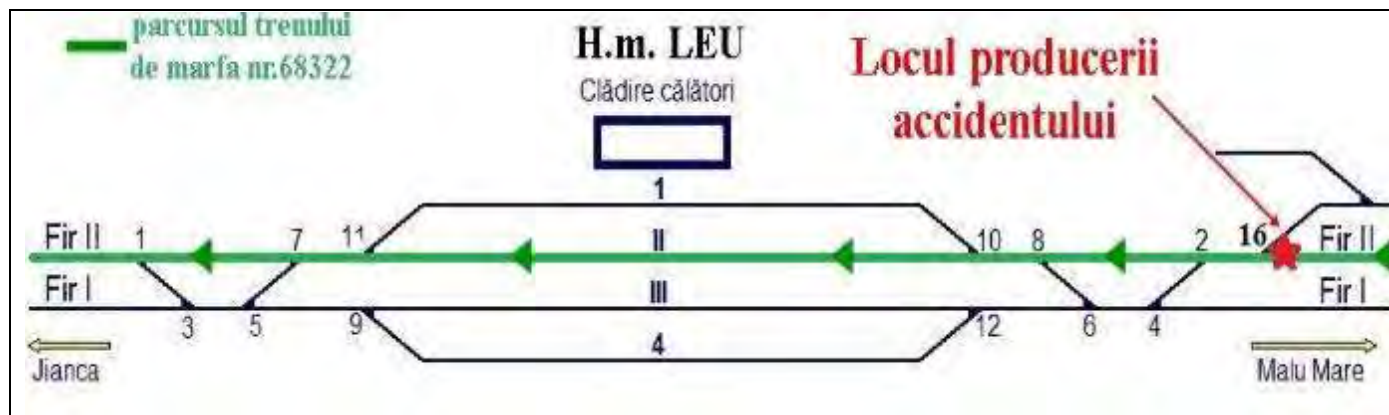 parcursul trenului
de marfa nr.68322
H.m. LEU
Clădire călători
Locul producerii
accidentului
1
Fir II 1 7 11 II 10 8 2 16 Fir II
Fir I III Fir I
3 5 9 12 6 4
4
Jianca Malu Mare